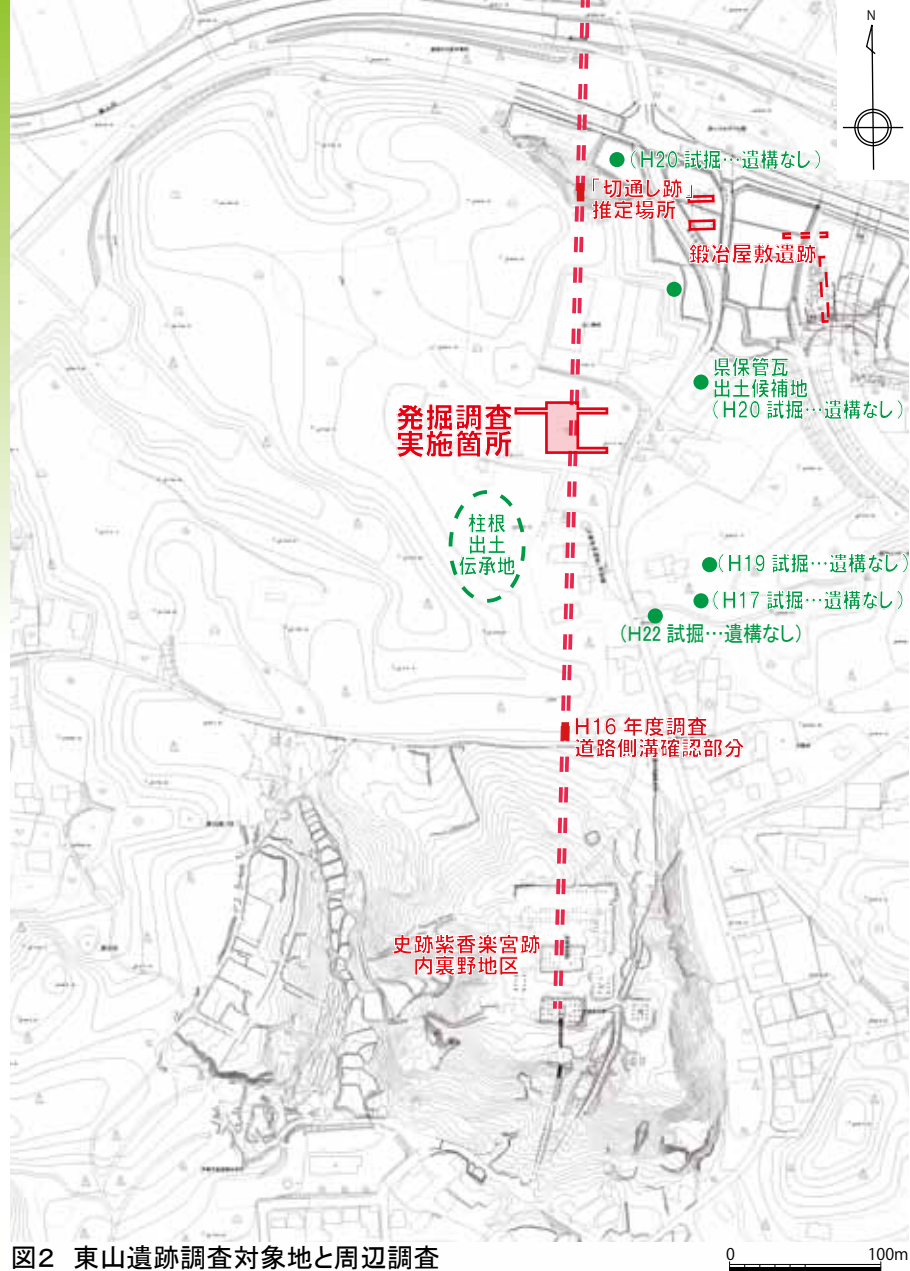 N
(H20 試掘…遺構なし)
「切通し跡」
推定場所
鍛冶屋敷遺跡
県保管瓦
出土候補地
(H20 試掘…遺構なし)
発掘調査
実施箇所
柱根
出土
伝承地
(H19 試掘…遺構なし)
(H17 試掘…遺構なし)
(H22 試掘…遺構なし)
H16 年度調査
道路側溝確認部分
史跡紫香楽宮跡
内裏野地区
図2 東山遺跡調査対象地と周辺調査
0 100m